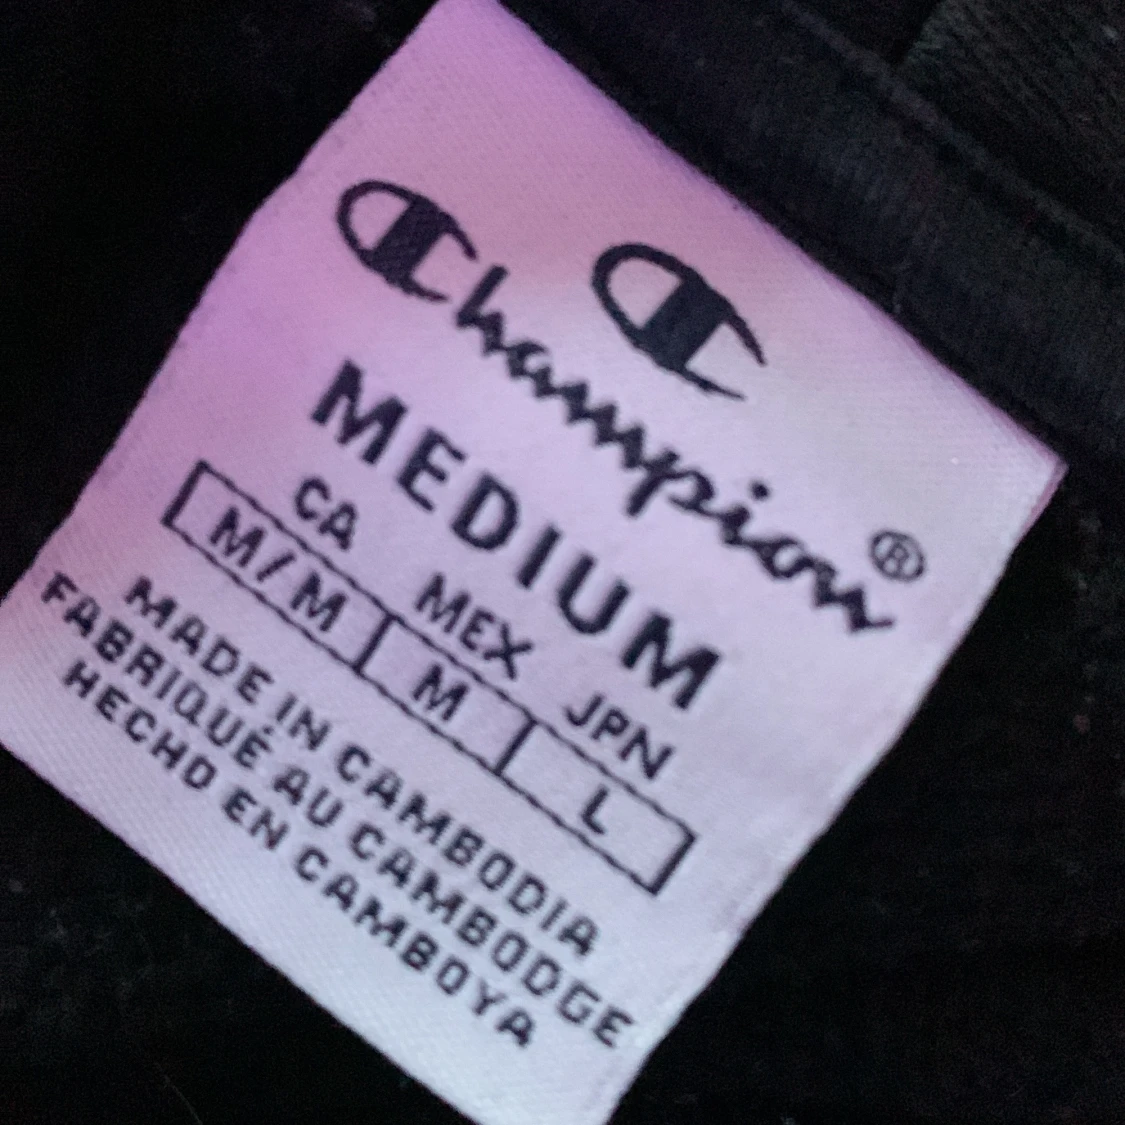 C
Champion®
MEDIUM
CA MEX JPN
M/M M L
MADE IN CAMBODIA
FABRIQUÉ AU CAMBODGE
HECHO EN CAMBOYA